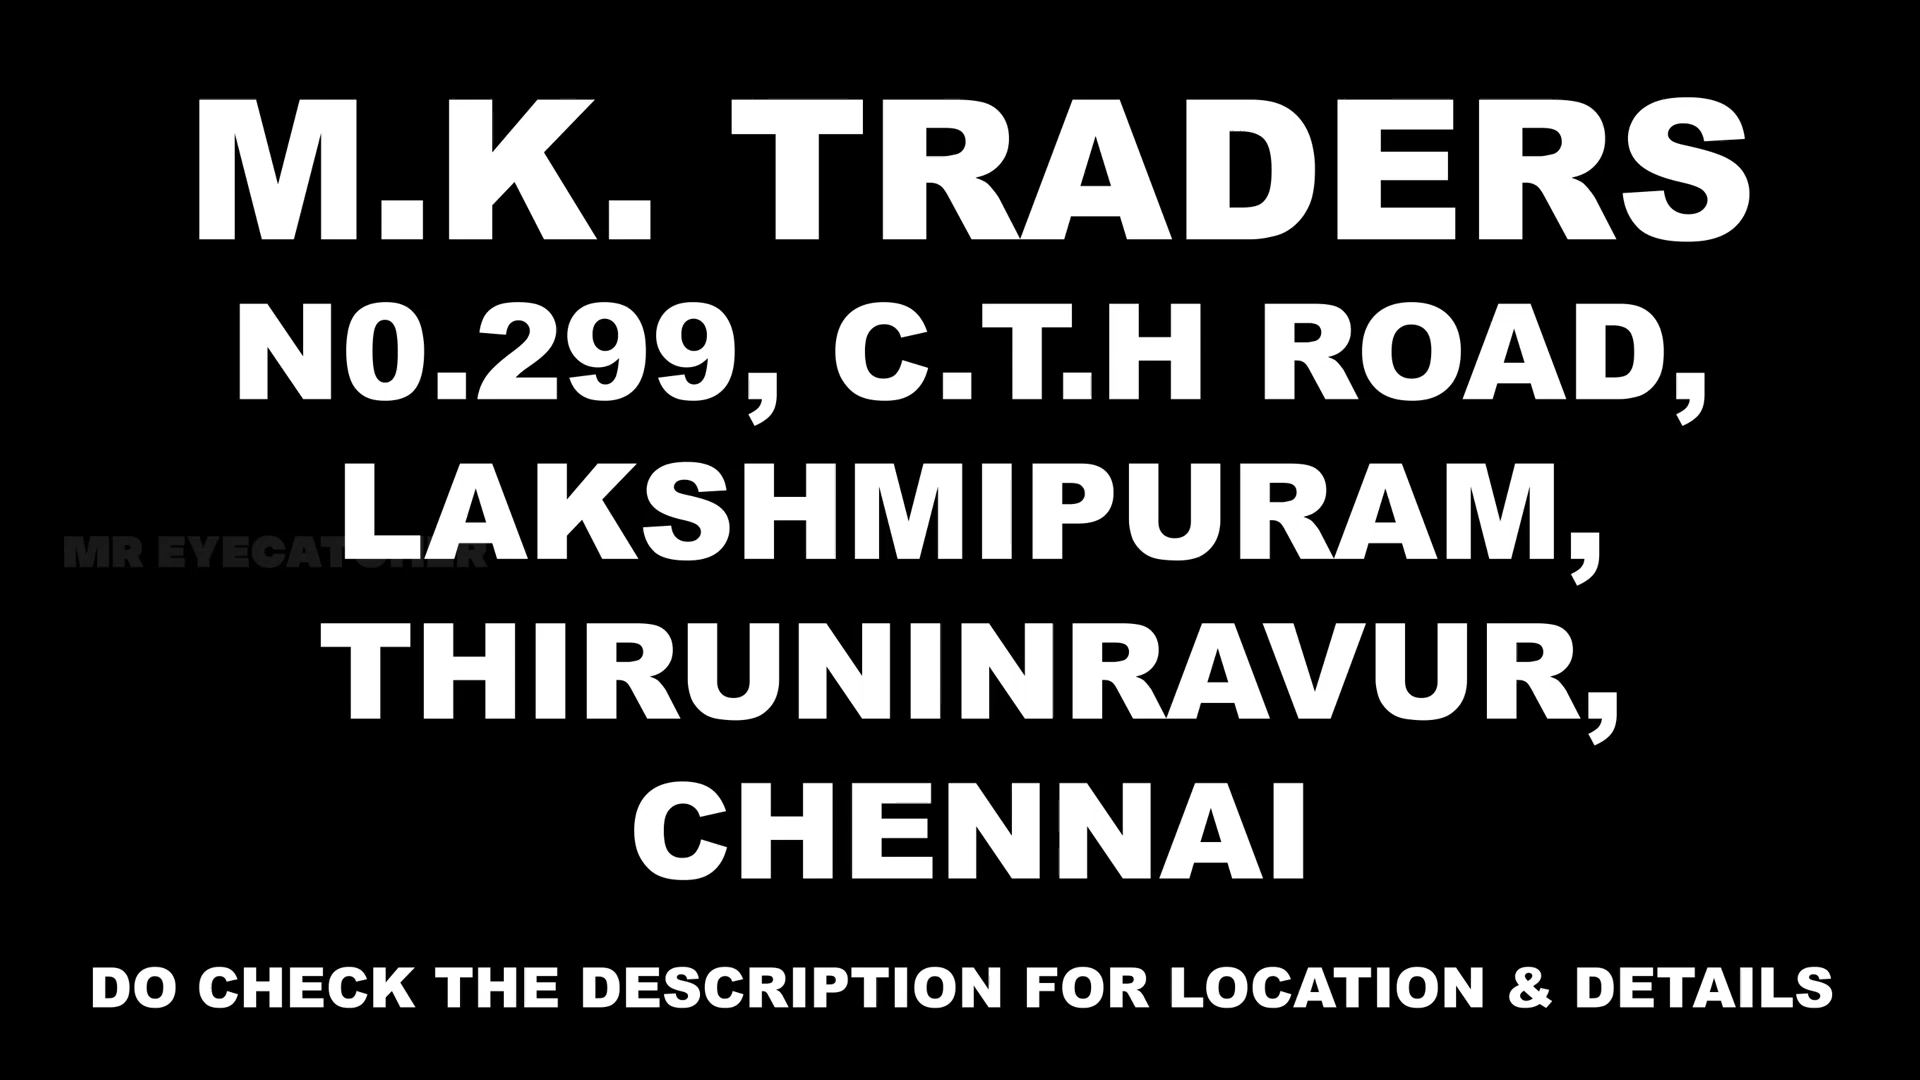 M.K. TRADERS
N0.299, C.T.H ROAD,
LAKSHMIPURAM,
MR EYECATCHER
THIRUNINRAVUR,
CHENNAI
DO CHECK THE DESCRIPTION FOR LOCATION & DETAILS